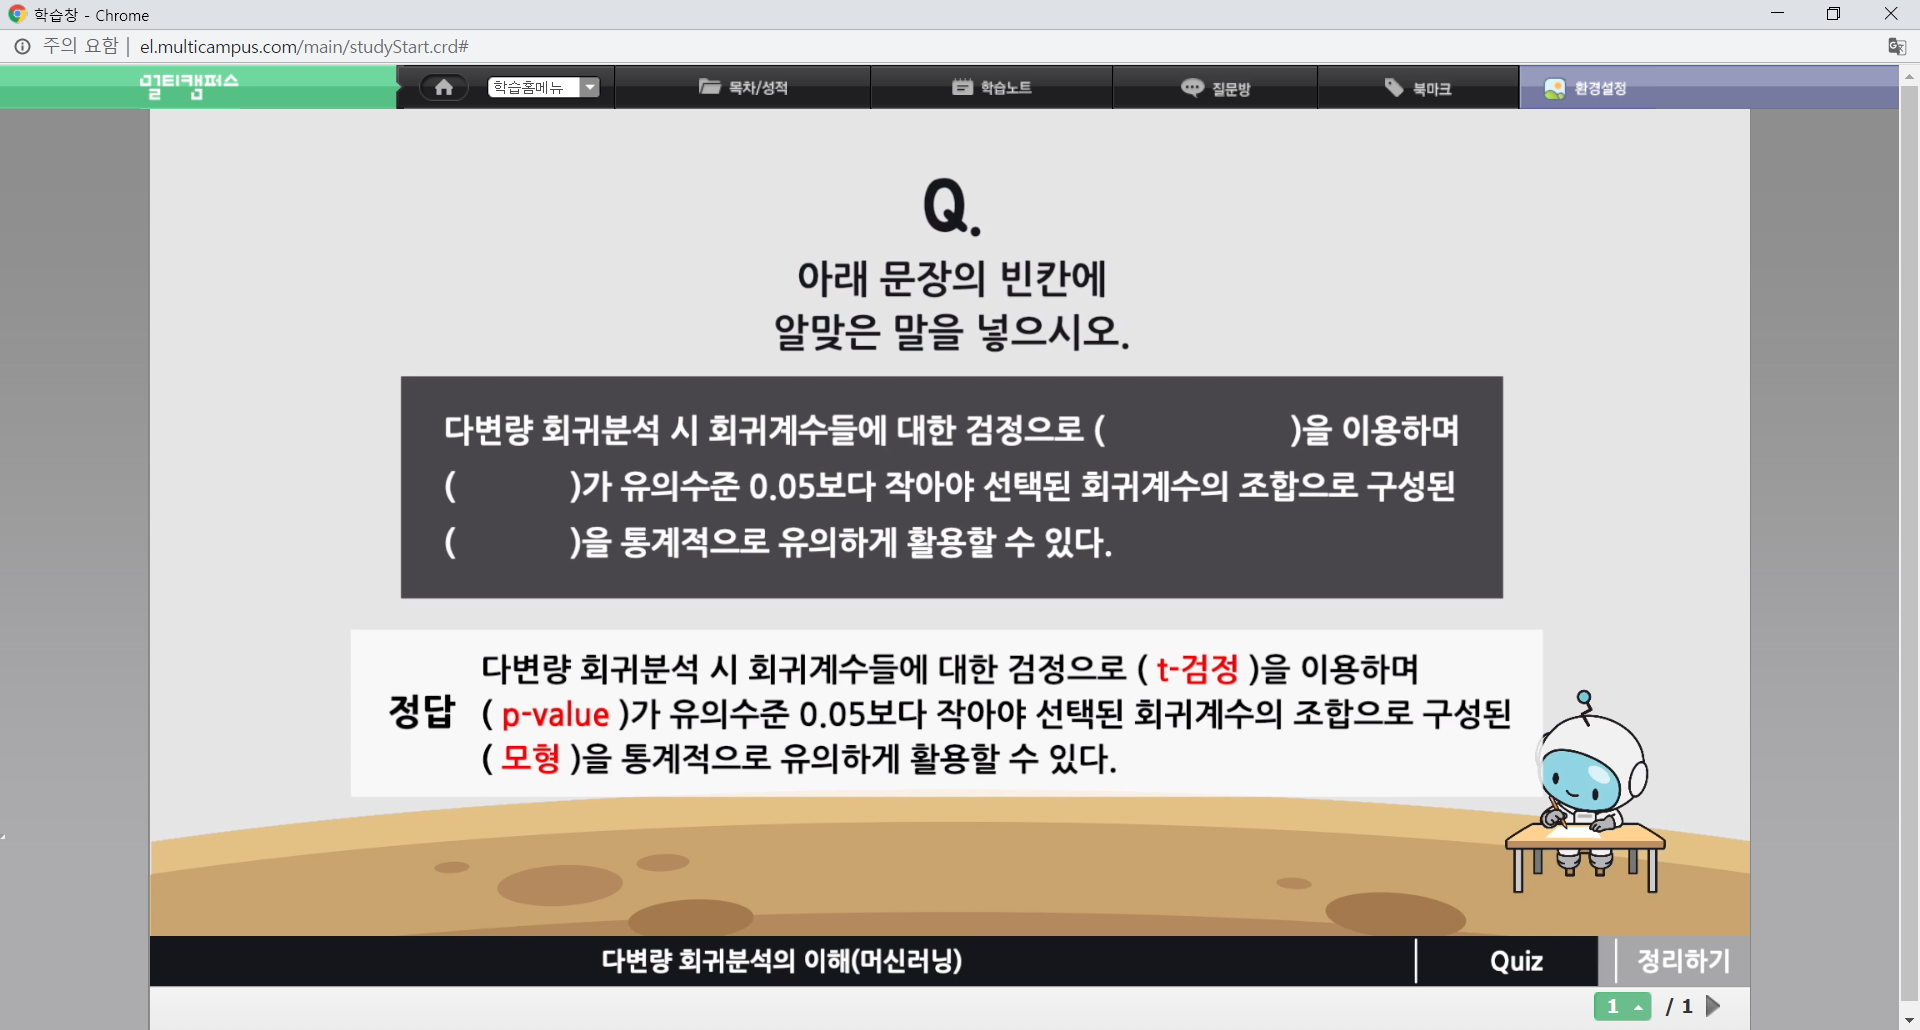 학습창 - Chrome
주의 요함 | el.multicampus.com/main/studyStart.crd#
멀티캠퍼스
학습홈메뉴
목차/성적
학습노트
질문방
북마크
환경설정
Q.
아래 문장의 빈칸에
알맞은 말을 넣으시오.
다변량 회귀분석 시 회귀계수들에 대한 검정으로 ( )을 이용하며
( )가 유의수준 0.05보다 작아야 선택된 회귀계수의 조합으로 구성된
( )을 통계적으로 유의하게 활용할 수 있다.
정답
다변량 회귀분석 시 회귀계수들에 대한 검정으로 ( t-검정 )을 이용하며
( p-value )가 유의수준 0.05보다 작아야 선택된 회귀계수의 조합으로 구성된
( 모형 )을 통계적으로 유의하게 활용할 수 있다.
다변량 회귀분석의 이해(머신러닝)
Quiz
정리하기
1 / 1